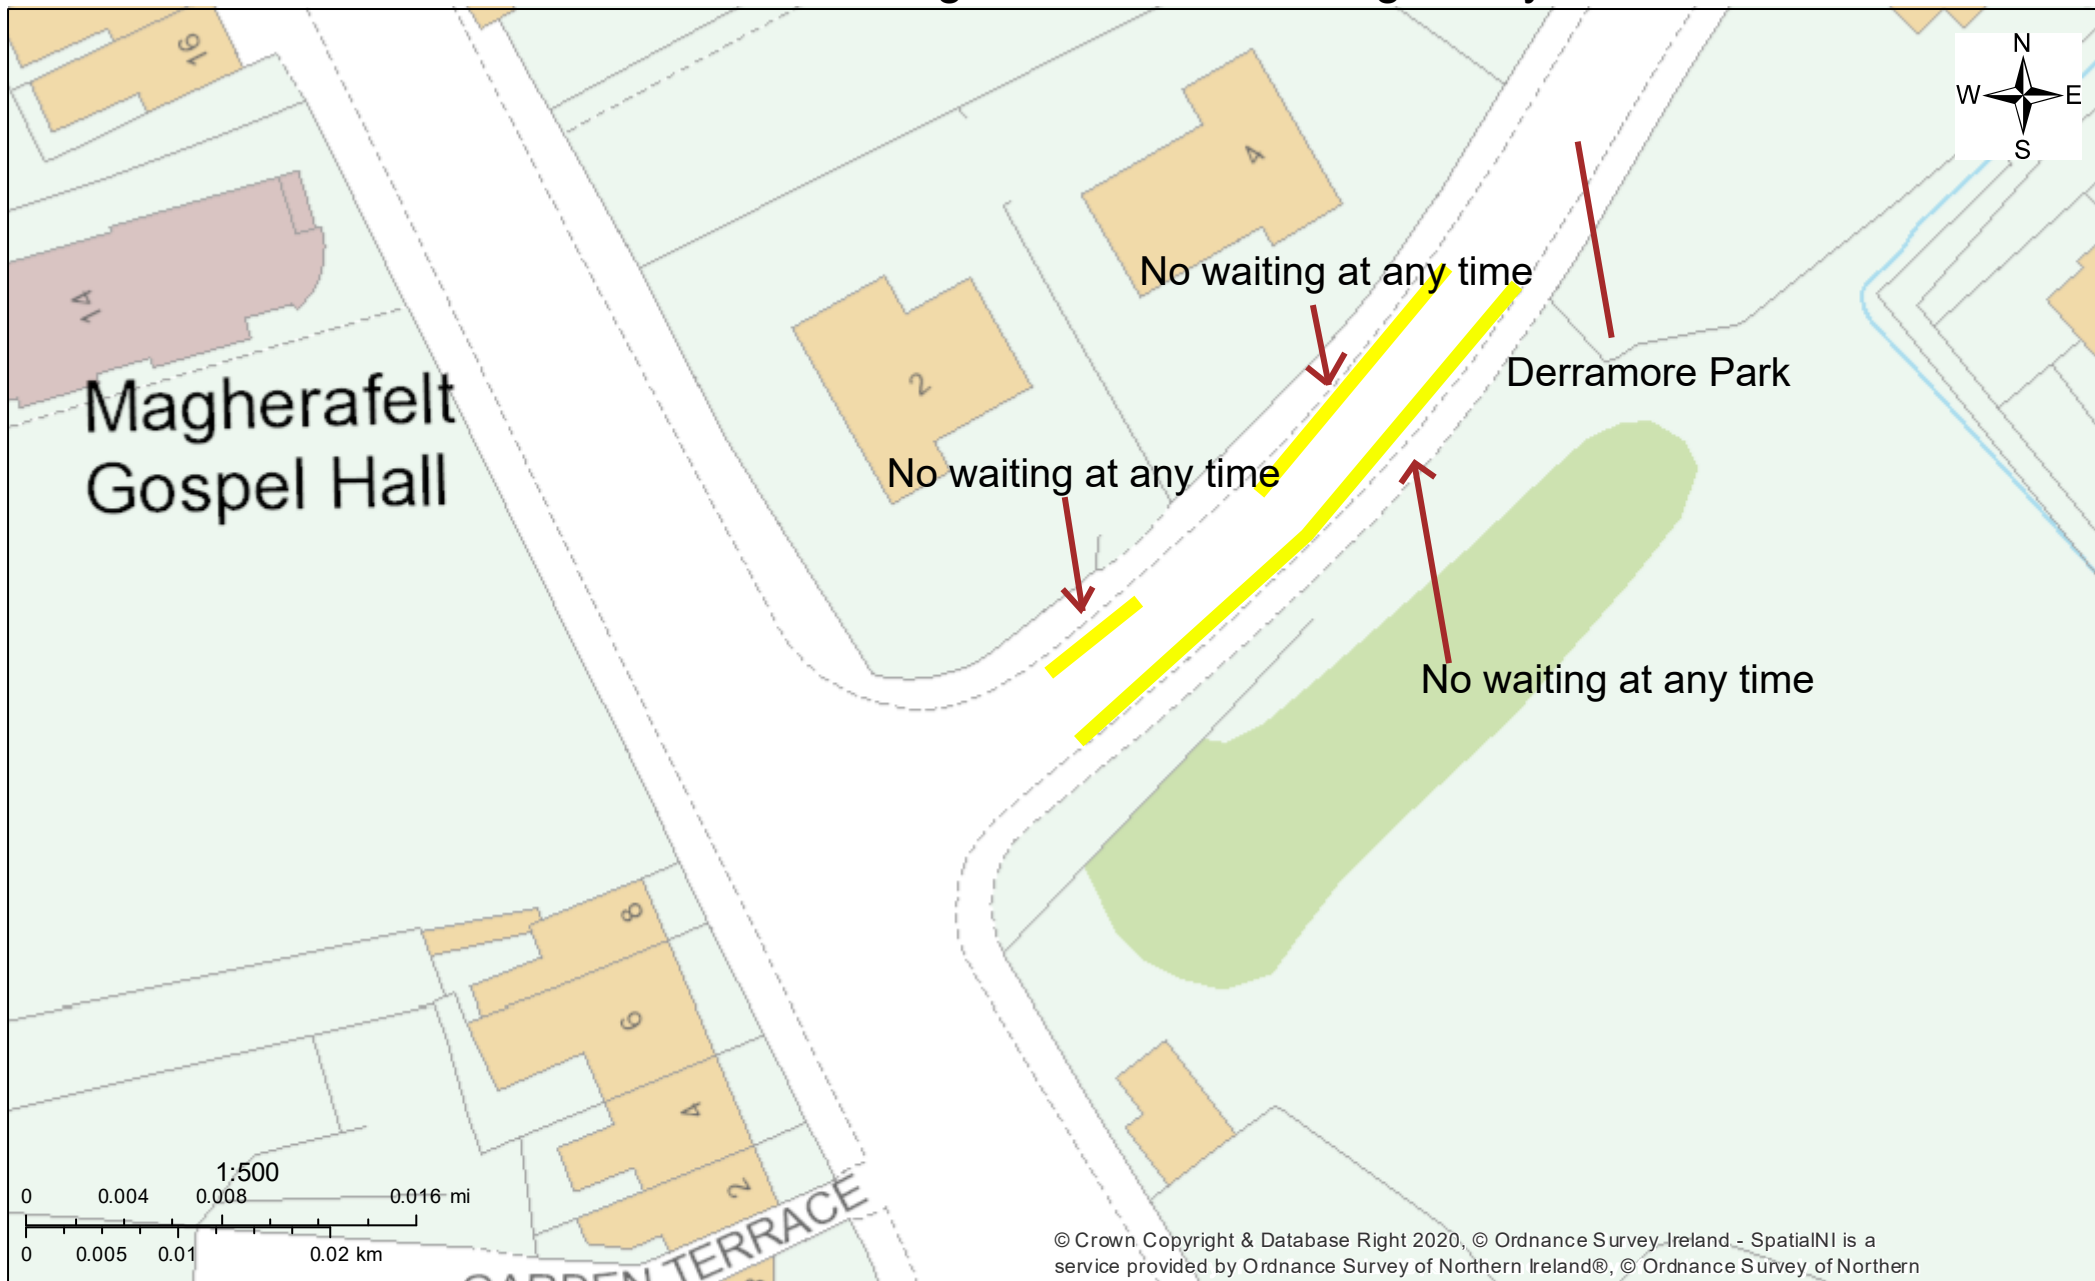 N
W E
S
16
4
14
No waiting at any time
2
Derramore Park
Magherafelt
Gospel Hall
No waiting at any time
No waiting at any time
8
6
4
2
GARDEN TERRACE
1:500
0 0.004 0.008 0.016 mi
0 0.005 0.01 0.02 km
© Crown Copyright & Database Right 2020, © Ordnance Survey Ireland - SpatialNI is a
service provided by Ordnance Survey of Northern Ireland®, © Ordnance Survey of Northern